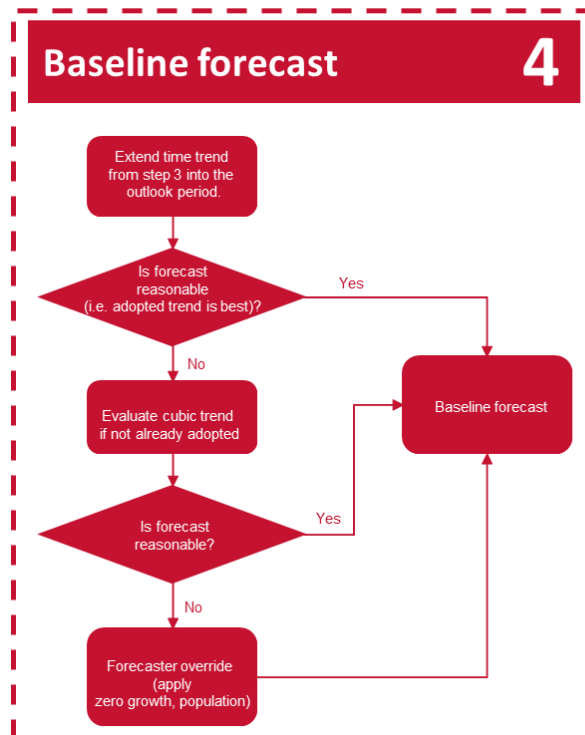 Baseline forecast
4
Extend time trend
from step 3 into the
outlook period.
Is forecast
reasonable
(i.e. adopted trend is best)?
Yes
No
Evaluate cubic trend
if not already adopted
Baseline forecast
Is forecast
reasonable?
Yes
No
Forecaster override
(apply
zero growth, population)